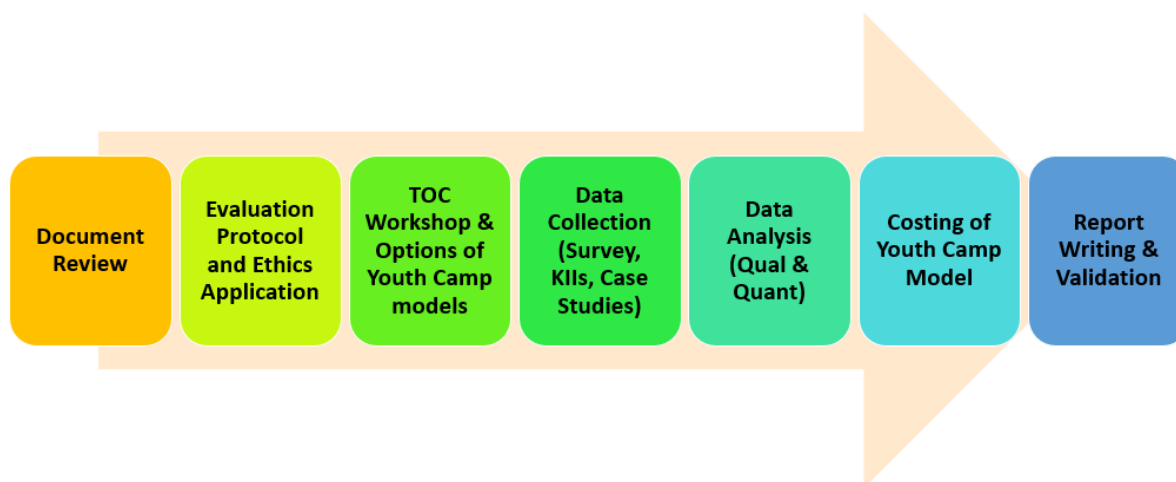 Document
Review
Evaluation
Protocol
and Ethics
Application
TOC
Workshop &
Options of
Youth Camp
models
Data
Collection
(Survey,
KIIs, Case
Studies)
Data
Analysis
(Qual &
Quant)
Costing of
Youth Camp
Model
Report
Writing &
Validation